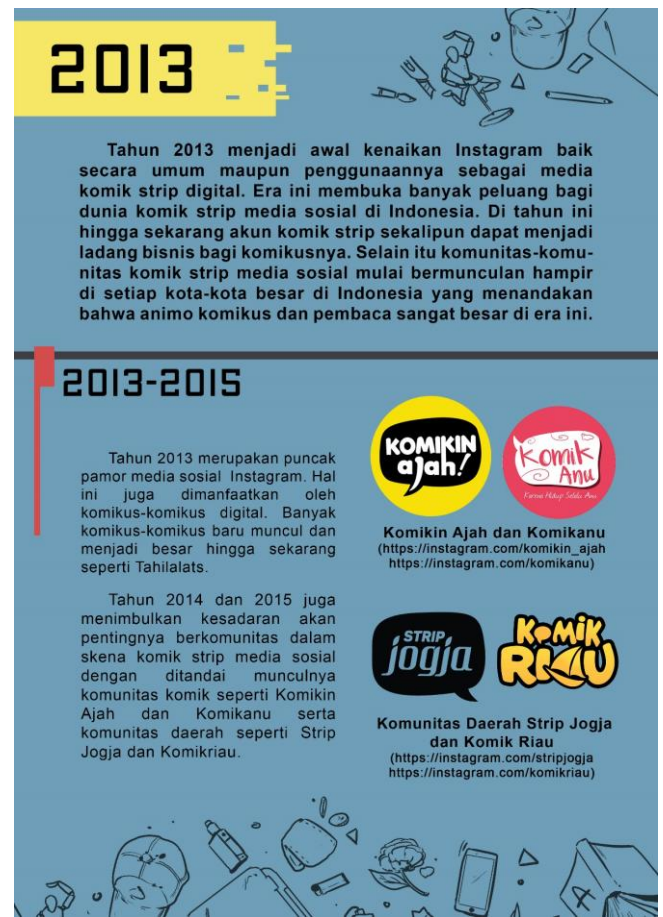 2013
Tahun 2013 menjadi awal kenaikan Instagram baik
secara umum maupun penggunaannya sebagai media
komik strip digital. Era ini membuka banyak peluang bagi
dunia komik strip media sosial di Indonesia. Di tahun ini
hingga sekarang akun komik strip sekalipun dapat menjadi
ladang bisnis bagi komikusnya. Selain itu komunitas-komu-
nitas komik strip media sosial mulai bermunculan hampir
di setiap kota-kota besar di Indonesia yang menandakan
bahwa animo komikus dan pembaca sangat besar di era ini.
2013-2015
Tahun 2013 merupakan puncak
pamor media sosial Instagram. Hal
ini juga dimanfaatkan oleh
komikus-komikus digital. Banyak
komikus-komikus baru muncul dan
menjadi besar hingga sekarang
seperti Tahilalats.
Tahun 2014 dan 2015 juga
menimbulkan kesadaran akan
pentingnya berkomunitas dalam
skena komik strip media sosial
dengan ditandai munculnya
komunitas komik seperti Komikin
Ajah dan Komikanu serta
komunitas daerah seperti Strip
Jogja dan Komikriau.
KOMIKIN
ajah!
Komik
Anu
Karena Hidup Selalu Anu
Komikin Ajah dan Komikanu
(https://instagram.com/komikin_ajah
https://instagram.com/komikanu)
STRIP
jogja
KOMIK
RIAU
Komunitas Daerah Strip Jogja
dan Komik Riau
(https://instagram.com/stripjogja
https://instagram.com/komikriau)
A